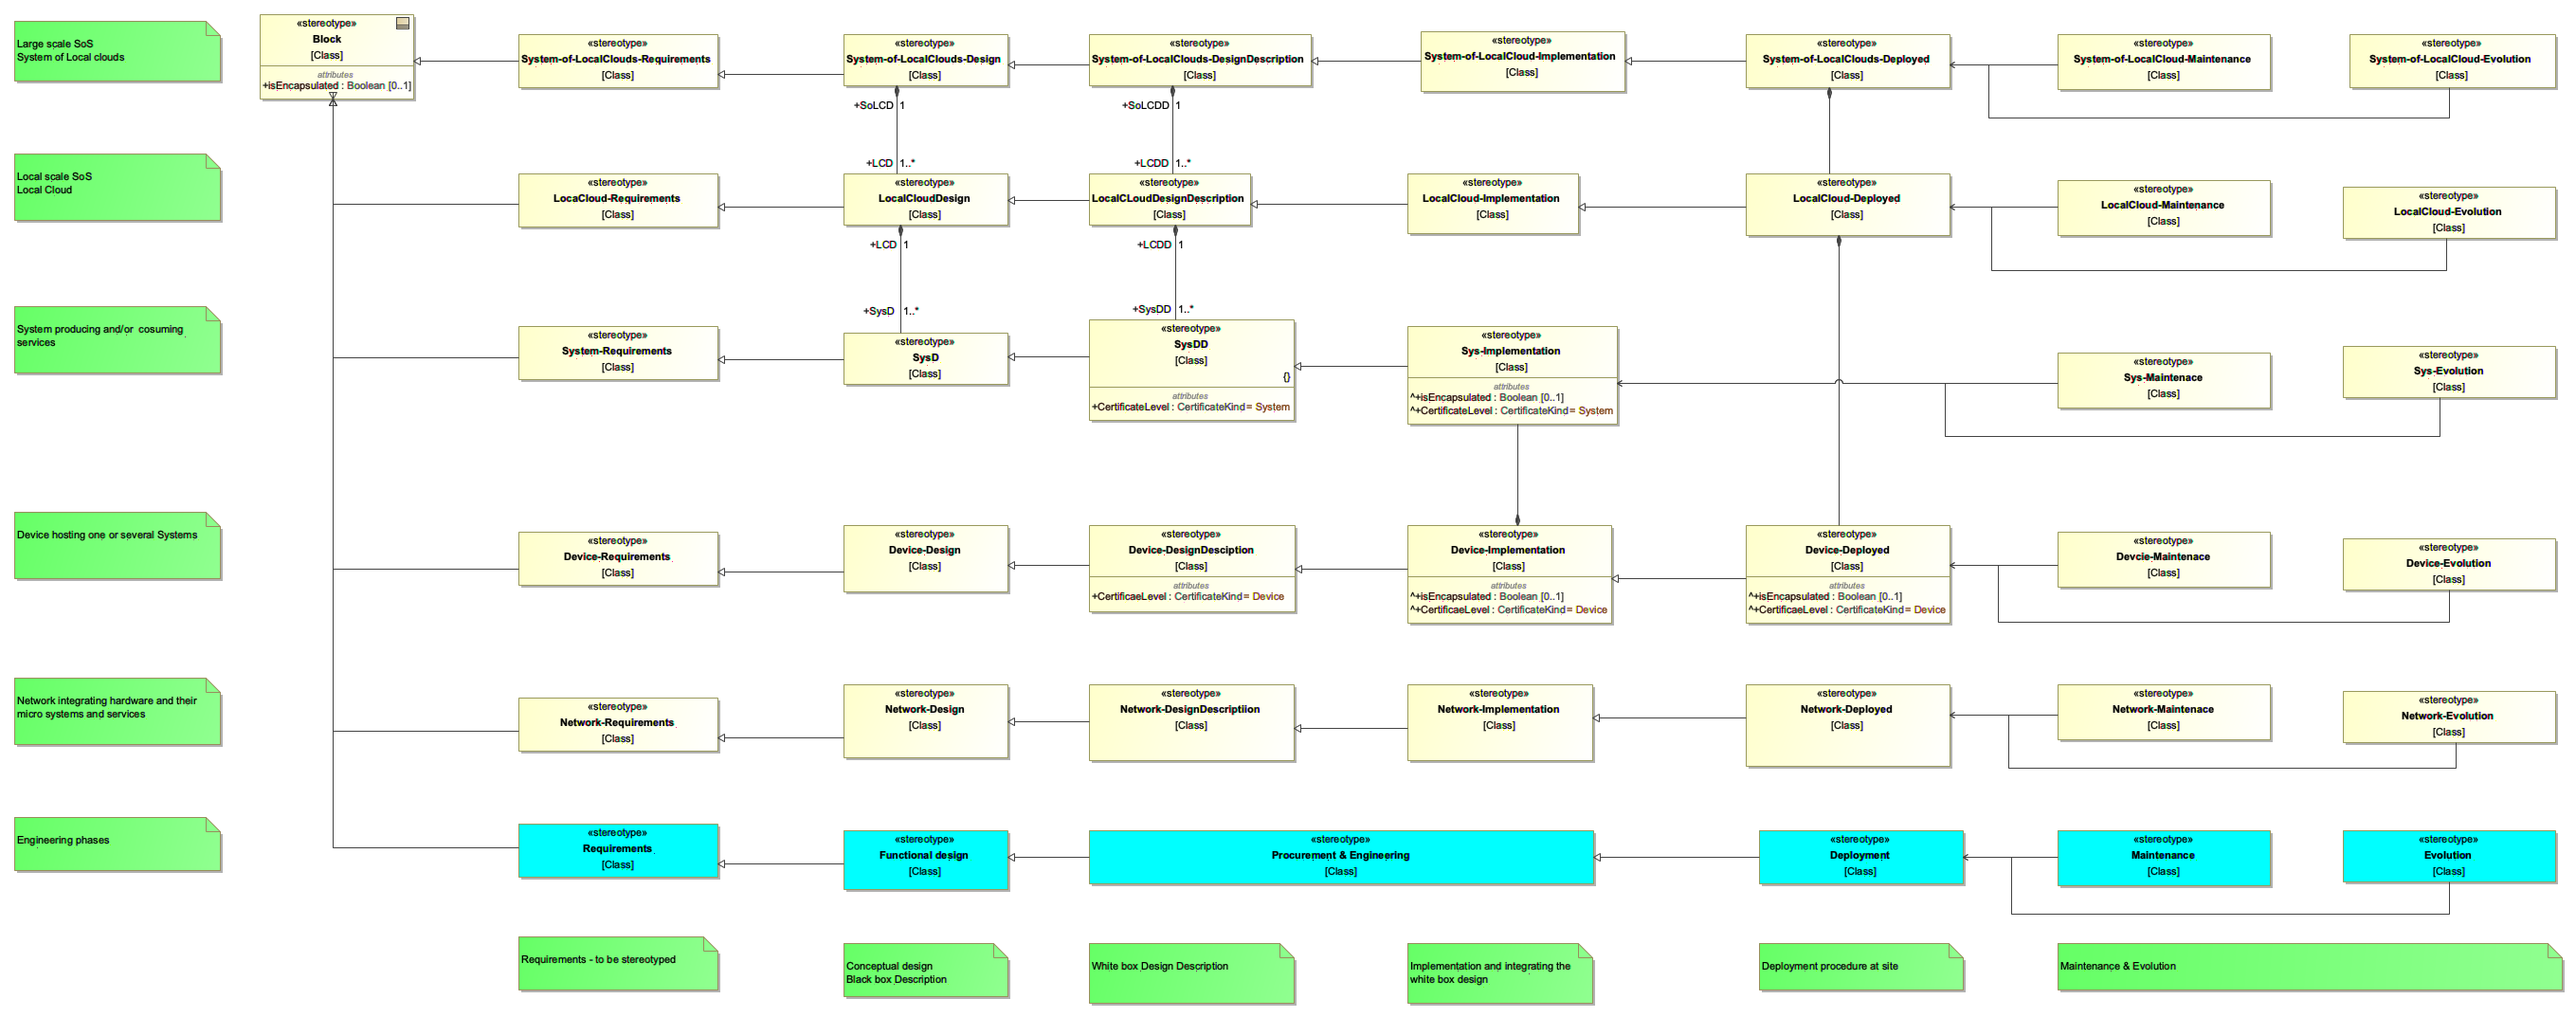 Large scale SoS
System of Local clouds
«stereotype»
Block
[Class]
attributes
+isEncapsulated : Boolean [0..1]
«stereotype»
System-of-LocalClouds-Requirements
[Class]
«stereotype»
System-of-LocalClouds-Design
[Class]
«stereotype»
System-of-LocalClouds-DesignDescription
[Class]
«stereotype»
System-of-LocalCloud-Implementation
[Class]
«stereotype»
System-of-LocalClouds-Deployed
[Class]
«stereotype»
System-of-LocalCloud-Maintenance
[Class]
«stereotype»
System-of-LocalCloud-Evolution
[Class]
+SoLCD 1
+SoLCDD 1
+LCD 1..*
+LCDD 1..*
Local scale SoS
Local Cloud
«stereotype»
LocaCloud-Requirements
[Class]
«stereotype»
LocalCloudDesign
[Class]
«stereotype»
LocalCLoudDesignDescription
[Class]
«stereotype»
LocalCloud-Implementation
[Class]
«stereotype»
LocalCloud-Deployed
[Class]
«stereotype»
LocalCloud-Maintenance
[Class]
«stereotype»
LocalCloud-Evolution
[Class]
+LCD 1
+LCDD 1
+SysD 1..*
+SysDD 1..*
System producing and/or cosuming
services
«stereotype»
System-Requirements
[Class]
«stereotype»
SysD
[Class]
«stereotype»
SysDD
[Class]
{}
attributes
+CertificateLevel : CertificateKind= System
«stereotype»
Sys-Implementation
[Class]
attributes
^+isEncapsulated : Boolean [0..1]
^+CertificateLevel : CertificateKind= System
«stereotype»
Sys-Maintenace
[Class]
«stereotype»
Sys-Evolution
[Class]
Device hosting one or several Systems
«stereotype»
Device-Requirements
[Class]
«stereotype»
Device-Design
[Class]
«stereotype»
Device-DesignDesciption
[Class]
attributes
+CertificaeLevel : CertificateKind= Device
«stereotype»
Device-Implementation
[Class]
attributes
^+isEncapsulated : Boolean [0..1]
^+CertificaeLevel : CertificateKind= Device
«stereotype»
Device-Deployed
[Class]
attributes
^+isEncapsulated : Boolean [0..1]
^+CertificaeLevel : CertificateKind= Device
«stereotype»
Devcie-Maintenace
[Class]
«stereotype»
Device-Evolution
[Class]
Network integrating hardware and their
micro systems and services
«stereotype»
Network-Requirements
[Class]
«stereotype»
Network-Design
[Class]
«stereotype»
Network-DesignDescriptiion
[Class]
«stereotype»
Network-Implementation
[Class]
«stereotype»
Network-Deployed
[Class]
«stereotype»
Network-Maintenace
[Class]
«stereotype»
Network-Evolution
[Class]
Engineering phases
«stereotype»
Requirements
[Class]
«stereotype»
Functional design
[Class]
«stereotype»
Procurement & Engineering
[Class]
«stereotype»
Deployment
[Class]
«stereotype»
Maintenance
[Class]
«stereotype»
Evolution
[Class]
Requirements - to be stereotyped
Conceptual design
Black box Description
White box Design Description
Implementation and integrating the
white box design
Deployment procedure at site
Maintenance & Evolution